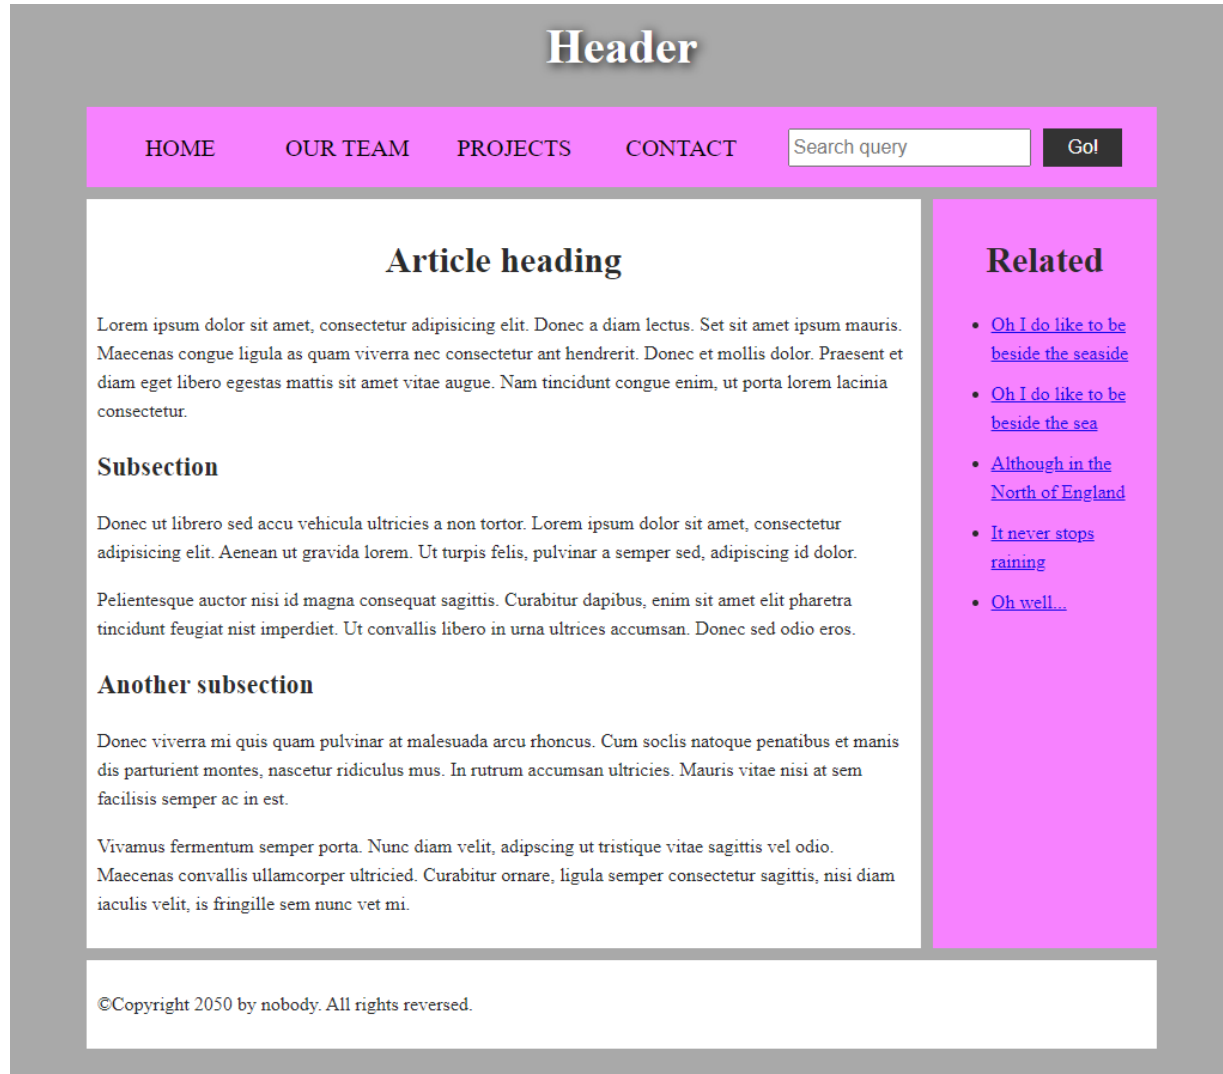 Header
HOME OUR TEAM PROJECTS CONTACT Search query Go!
Article heading
Lorem ipsum dolor sit amet, consectetur adipisicing elit. Donec a diam lectus. Set sit amet ipsum mauris.
Maecenas congue ligula as quam viverra nec consectetur ant hendrerit. Donec et mollis dolor. Praesent et
diam eget libero egestas mattis sit amet vitae augue. Nam tincidunt congue enim, ut porta lorem lacinia
consectetur.
Subsection
Donec ut librero sed accu vehicula ultricies a non tortor. Lorem ipsum dolor sit amet, consectetur
adipisicing elit. Aenean ut gravida lorem. Ut turpis felis, pulvinar a semper sed, adipiscing id dolor.
Pelientesque auctor nisi id magna consequat sagittis. Curabitur dapibus, enim sit amet elit pharetra
tincidunt feugiat nist imperdiet. Ut convallis libero in urna ultrices accumsan. Donec sed odio eros.
Another subsection
Donec viverra mi quis quam pulvinar at malesuada arcu rhoncus. Cum soclis natoque penatibus et manis
dis parturient montes, nascetur ridiculus mus. In rutrum accumsan ultricies. Mauris vitae nisi at sem
facilisis semper ac in est.
Vivamus fermentum semper porta. Nunc diam velit, adipscing ut tristique vitae sagittis vel odio.
Maecenas convallis ullamcorper ultricied. Curabitur ornare, ligula semper consectetur sagittis, nisi diam
iaculis velit, is fringille sem nunc vet mi.
Related
• Oh I do like to be
beside the seaside
• Oh I do like to be
beside the sea
• Although in the
North of England
• It never stops
raining
• Oh well...
©Copyright 2050 by nobody. All rights reversed.